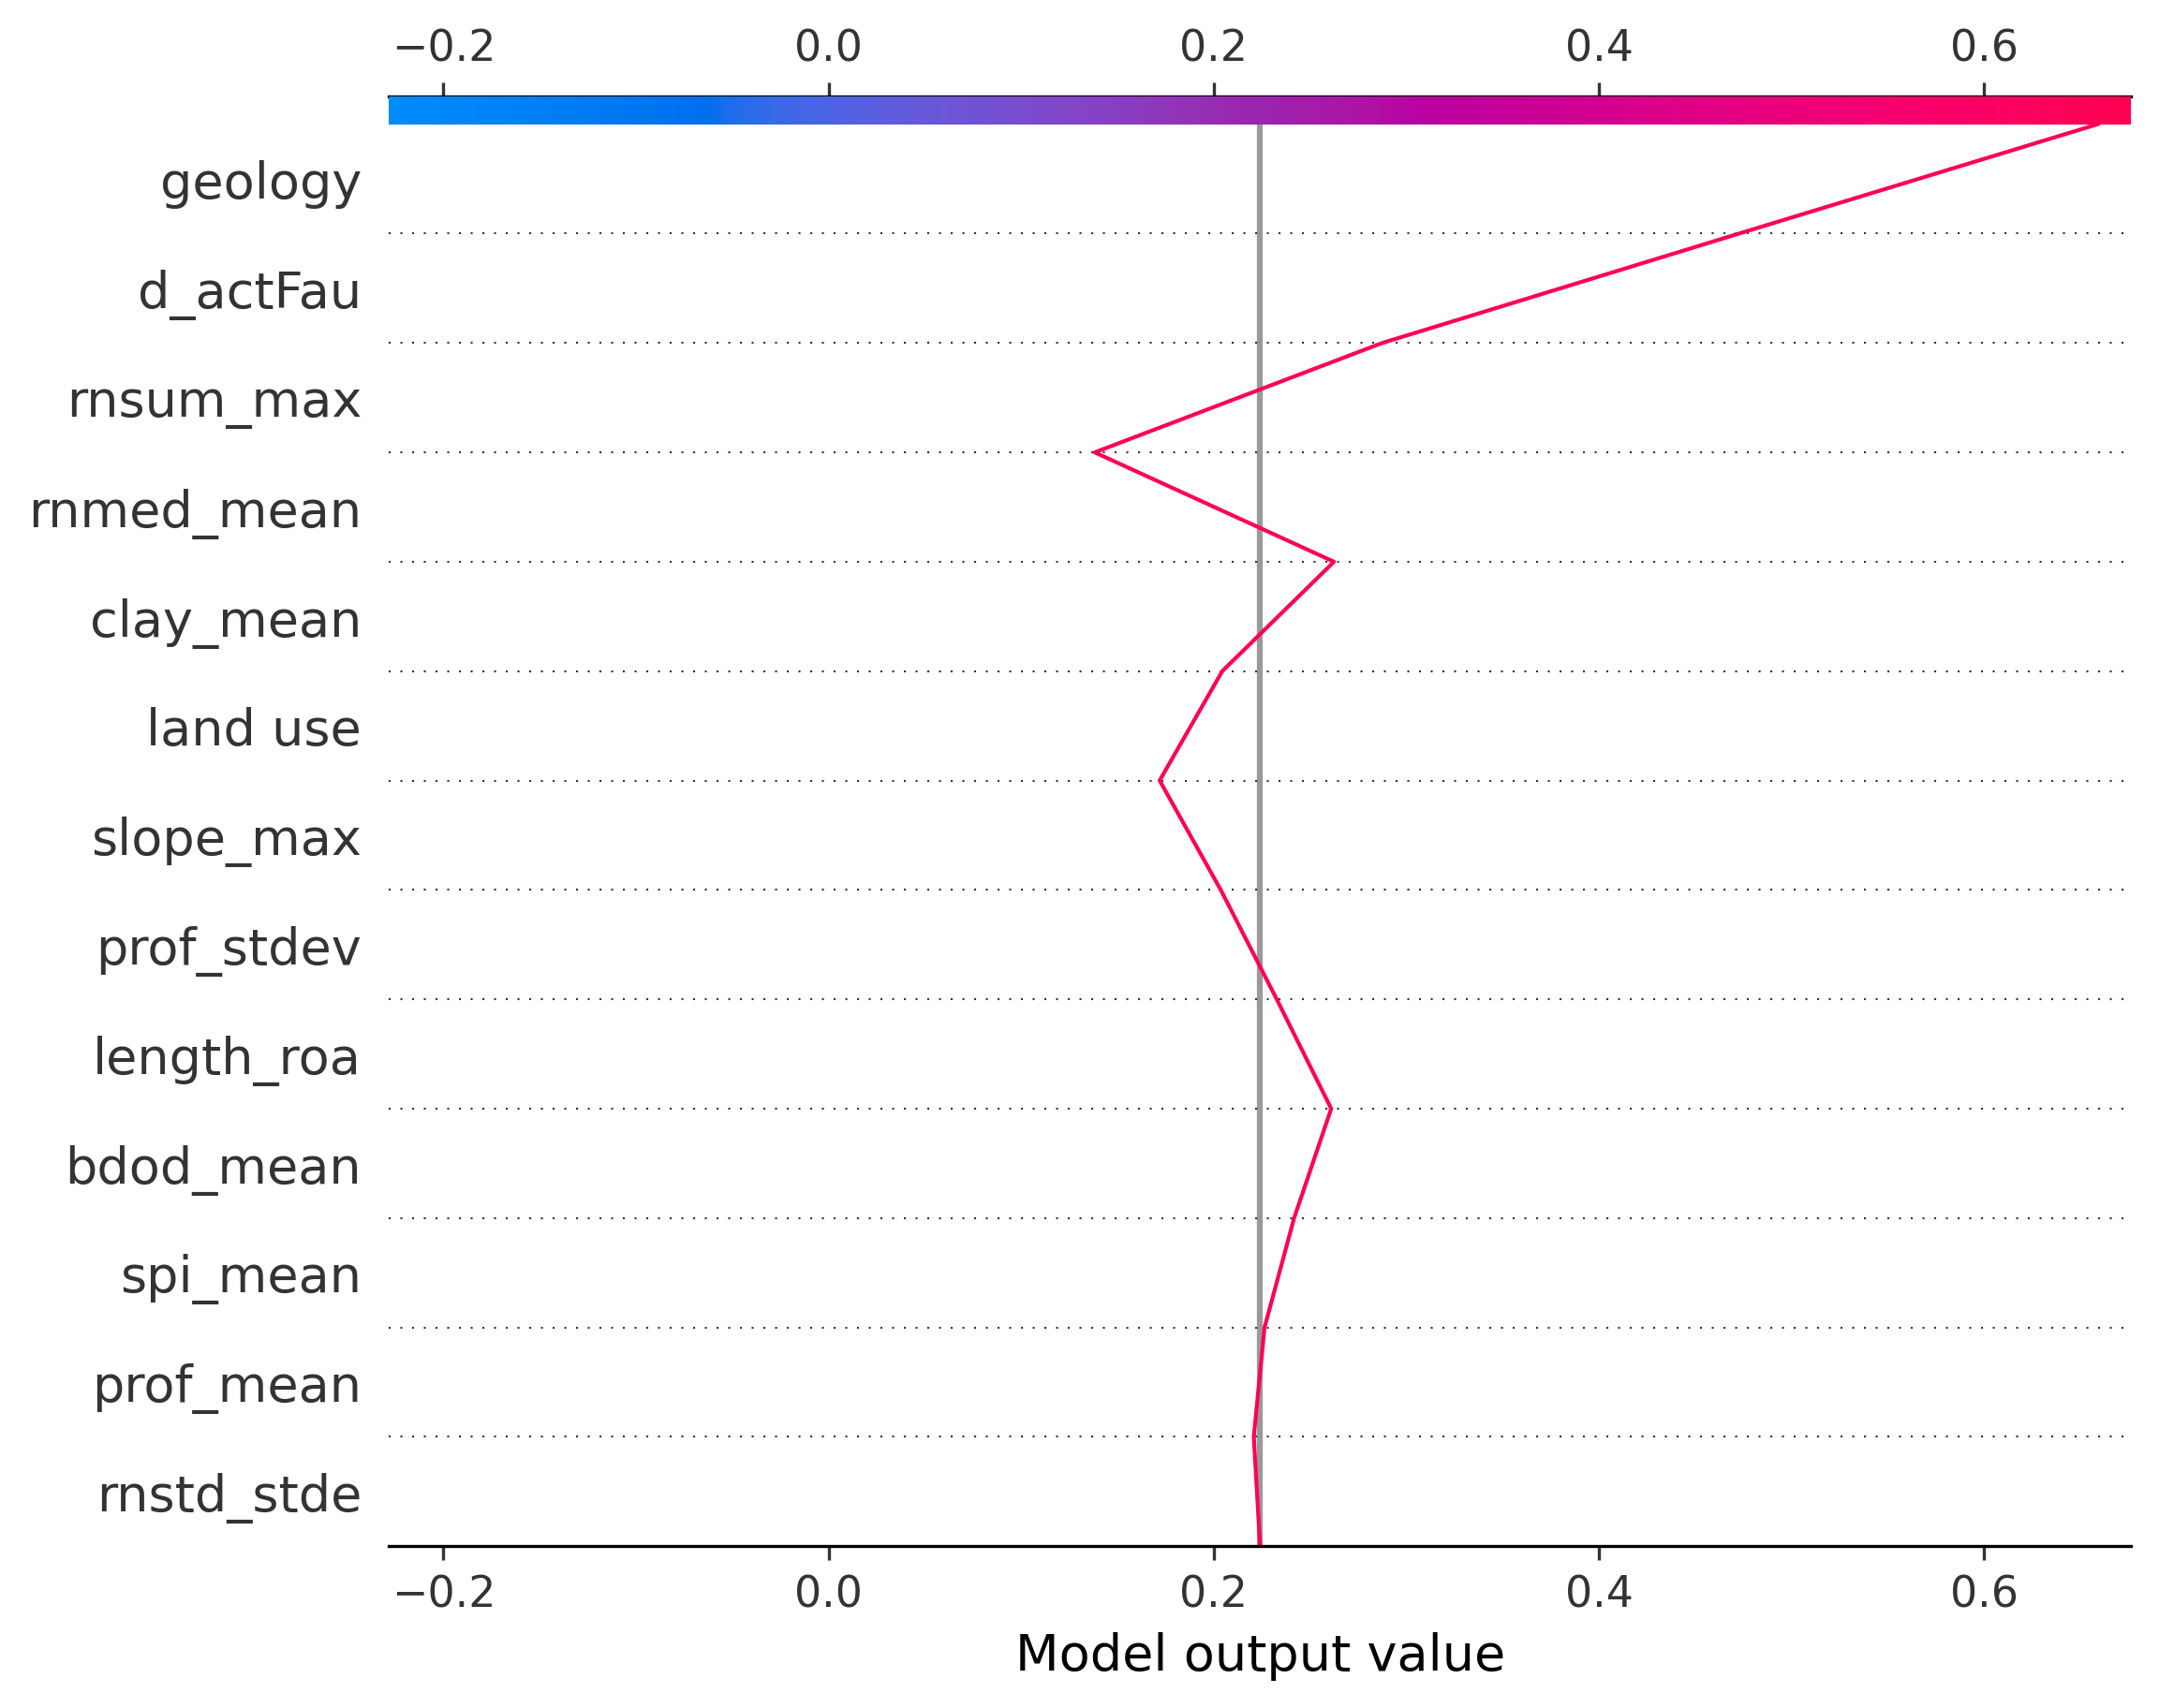 −0.2 0.0 0.2 0.4 0.6
geology
d_actFau
rnsum_max
rnmed_mean
clay_mean
land use
slope_max
prof_stdev
length_roa
bdod_mean
spi_mean
prof_mean
rnstd_stde
−0.2 0.0 0.2 0.4 0.6
Model output value